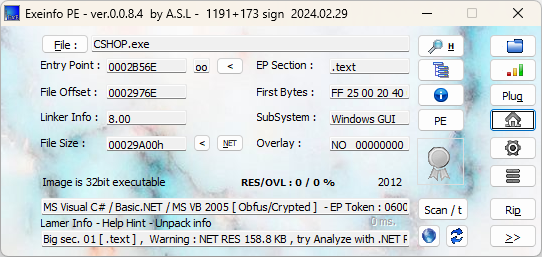 Exeinfo PE - ver.0.0.8.4 by A.S.L - 1191+173 sign 2024.02.29
File : CSHOP.exe H
Entry Point : 0002B56E oo < EP Section : .text
File Offset : 0002976E First Bytes : FF 25 00 20 40 Plug
Linker Info : 8.00 SubSystem : Windows GUI PE
File Size : 00029A00h < NET Overlay : NO 00000000
Image is 32bit executable RES/OVL : 0 / 0 % 2012
MS Visual C# / Basic.NET / MS VB 2005 [ Obfus/Crypted ] - EP Token : 0600 Scan / t Rip
Lamer Info - Help Hint - Unpack info 0 ms.
Big sec. 01 [ .text ] , Warning : NET RES 158.8 KB , try Analyze with .NET F >>